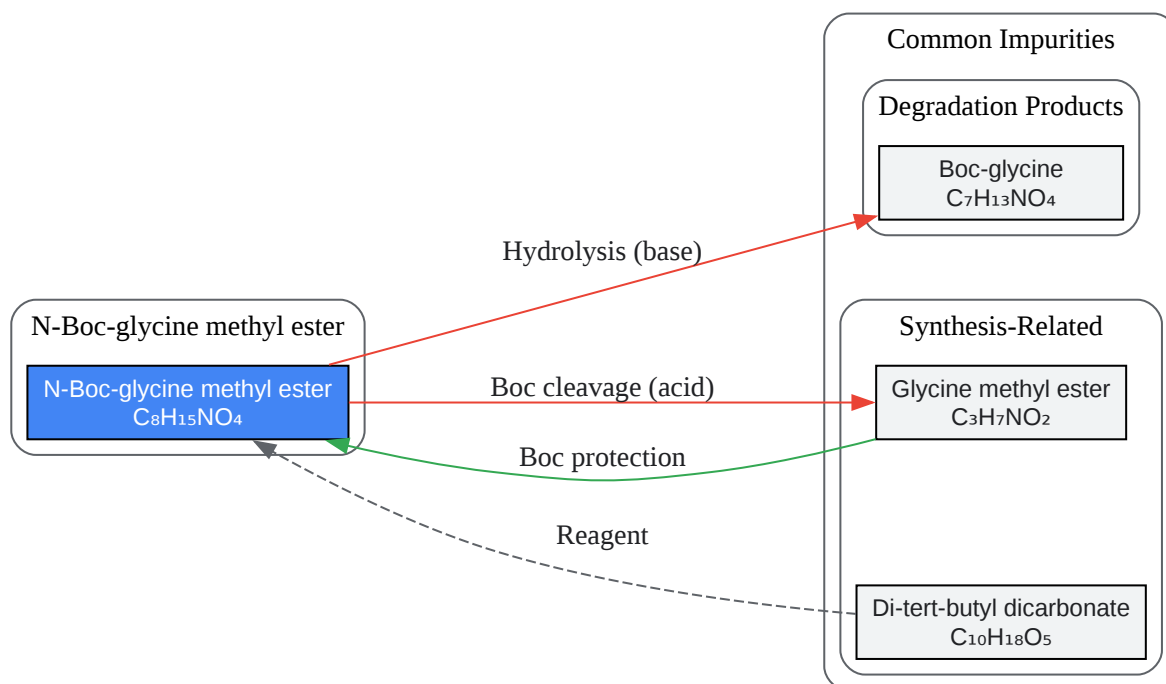 Common Impurities
Degradation Products
Boc-glycine
C₇H₁₃NO₄
Hydrolysis (base)
N-Boc-glycine methyl ester
N-Boc-glycine methyl ester
C₈H₁₅NO₄
Boc cleavage (acid)
Boc protection
Reagent
Synthesis-Related
Glycine methyl ester
C₃H₇NO₂
Di-tert-butyl dicarbonate
C₁₀H₁₈O₅